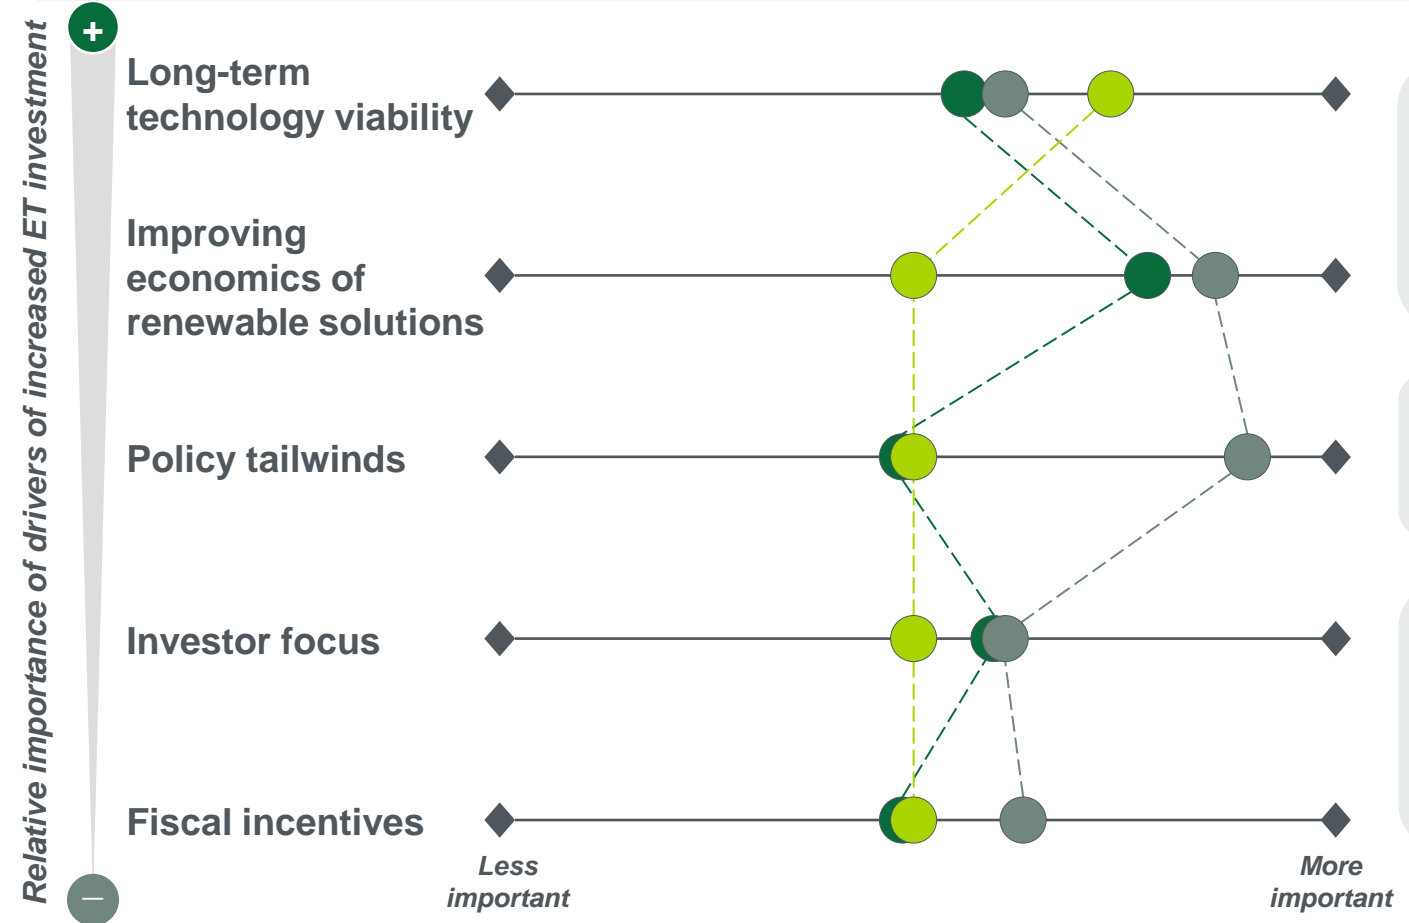 Relative importance of drivers of increased ET investment
+
Long-term
technology viability
Improving
economics of
renewable solutions
Policy tailwinds
Investor focus
Fiscal incentives
–
Less
important
More
important